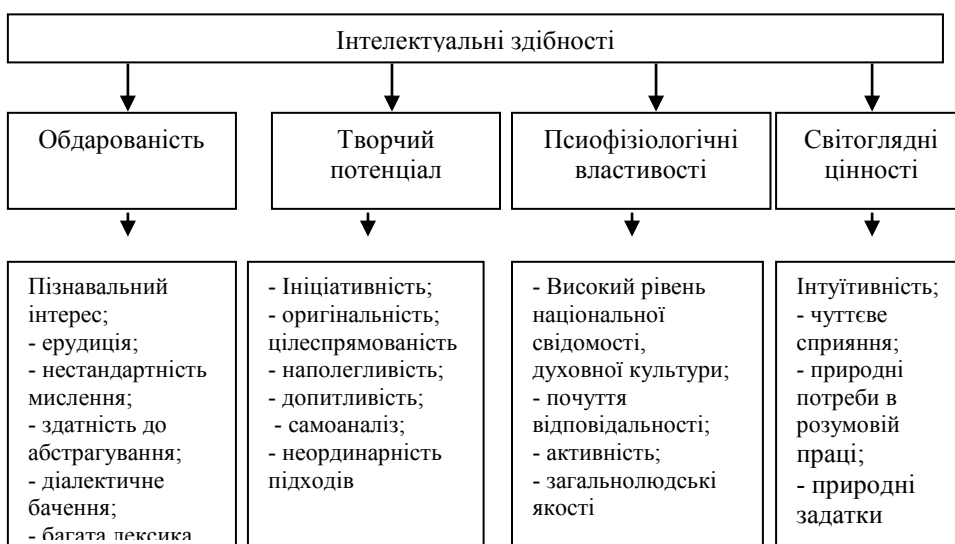 Інтелектуальні здібності
Обдарованість
Творчий
потенціал
Психофізіологічні
властивості
Світоглядні
цінності
Пізнавальний
інтерес;
- ерудиція;
- нестандартність
мислення;
- здатність до
абстрагування;
- діалектичне
бачення;
- багата лексика
- Ініціативність;
- оригінальність;
цілеспрямованість
- наполегливість;
- допитливість;
- самоаналіз;
- неординарність
підходів
- Високий рівень
національної
свідомості,
духовної культури;
- почуття
відповідальності;
- активність;
- загальнолюдські
якості
Інтуїтивність;
- чуттєве
сприяння;
- природні
потреби в
розумовій
праці;
- природні
задатки